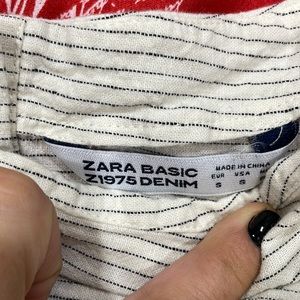 ZARA BASIC
Z1975 DENIM
MADE IN CHINA
EUR USA
S S